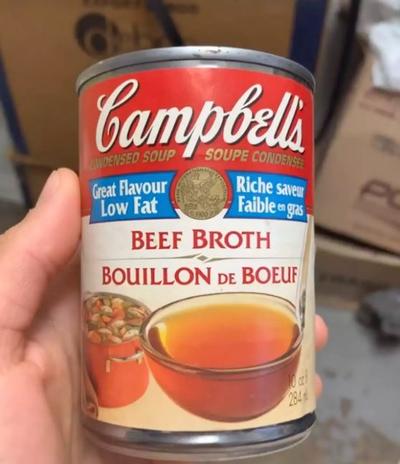 Campbell's
CONDENSED SOUP SOUPE CONDENSÉE
Great Flavour
Low Fat
Riche saveur
Faible en gras
BEEF BROTH
BOUILLON DE BOEUF
10 oz
284